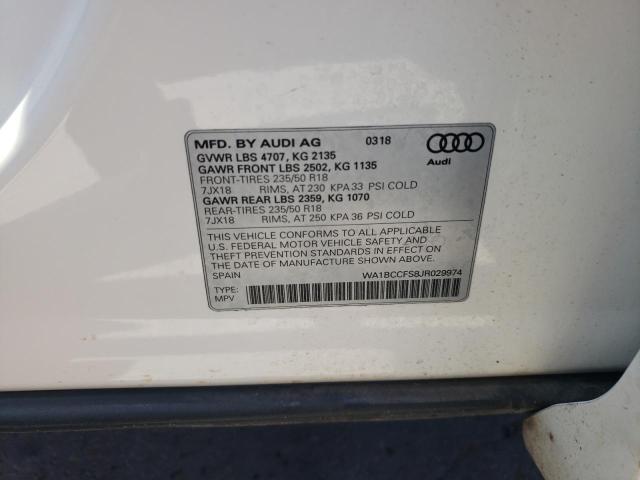 MFD. BY AUDI AG 0318
GVWR LBS 4707, KG 2135
GAWR FRONT LBS 2502, KG 1135
FRONT-TIRES 235/50 R18
7JX18 RIMS, AT 230 KPA 33 PSI COLD
GAWR REAR LBS 2359, KG 1070
REAR-TIRES 235/50 R18
7JX18 RIMS, AT 250 KPA 36 PSI COLD
Audi
THIS VEHICLE CONFORMS TO ALL APPLICABLE
U.S. FEDERAL MOTOR VEHICLE SAFETY AND
THEFT PREVENTION STANDARDS IN EFFECT ON
THE DATE OF MANUFACTURE SHOWN ABOVE.
SPAIN WA1BCCFS8JR029974
TYPE:
MPV